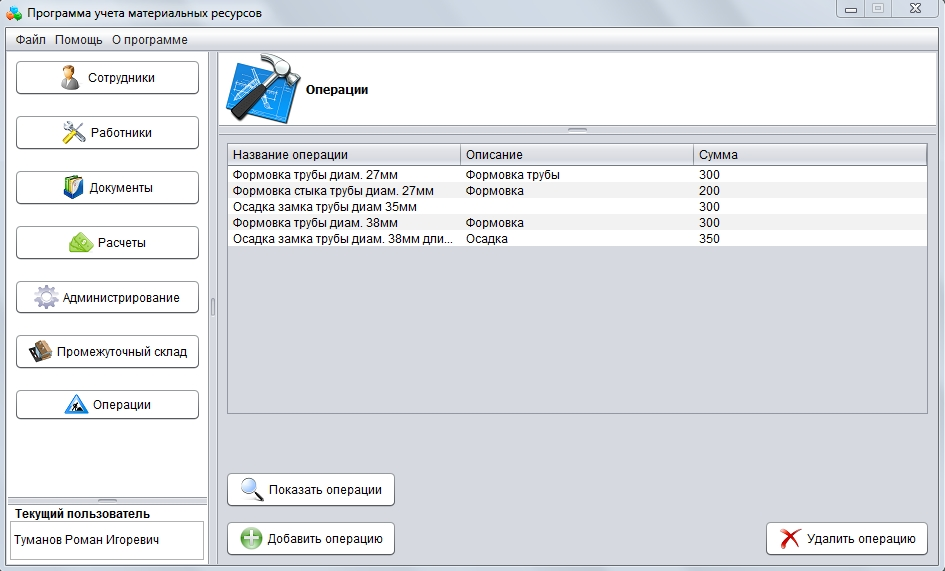 Программа учета материальных ресурсов
Файл Помощь О программе
Сотрудники
Работники
Документы
Расчеты
Администрирование
Промежуточный склад
Операции
Текущий пользователь
Туманов Роман Игоревич
Операции
Название операции Описание Сумма
Формовка трубы диам. 27мм Формовка трубы 300
Формовка стыка трубы диам. 27мм Формовка 200
Осадка замка трубы диам 35мм 300
Формовка трубы диам. 38мм Формовка 300
Осадка замка трубы диам. 38мм дли... Осадка 350
Показать операции
Добавить операцию
Удалить операцию